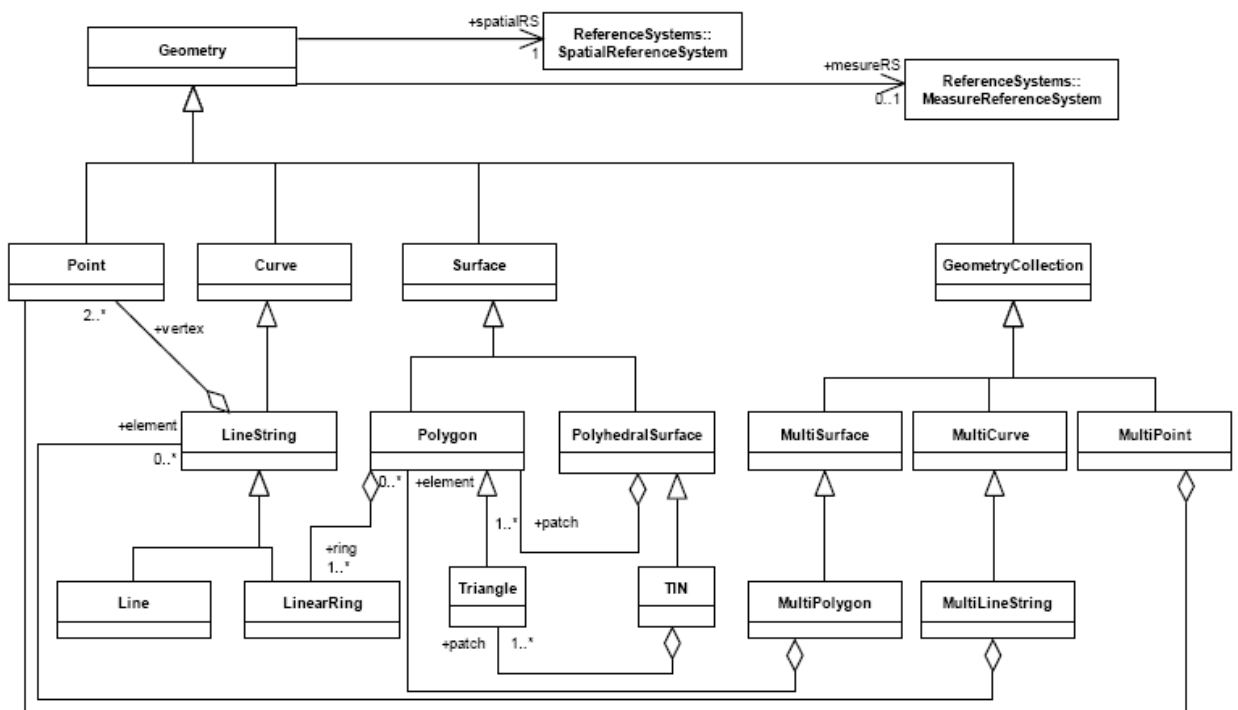 Geometry
+spatialRS
1
ReferenceSystems::
SpatialReferenceSystem
+mesureRS
0..1
ReferenceSystems::
MeasureReferenceSystem
Point
Curve
Surface
GeometryCollection
2..*
+vertex
+element
0..*
LineString
Polygon
PolyhedralSurface
MultiSurface
MultiCurve
MultiPoint
0..*
+element
1..*
+patch
+ring
1..*
Line
LinearRing
Triangle
TIN
MultiPolygon
MultiLineString
+patch
1..*